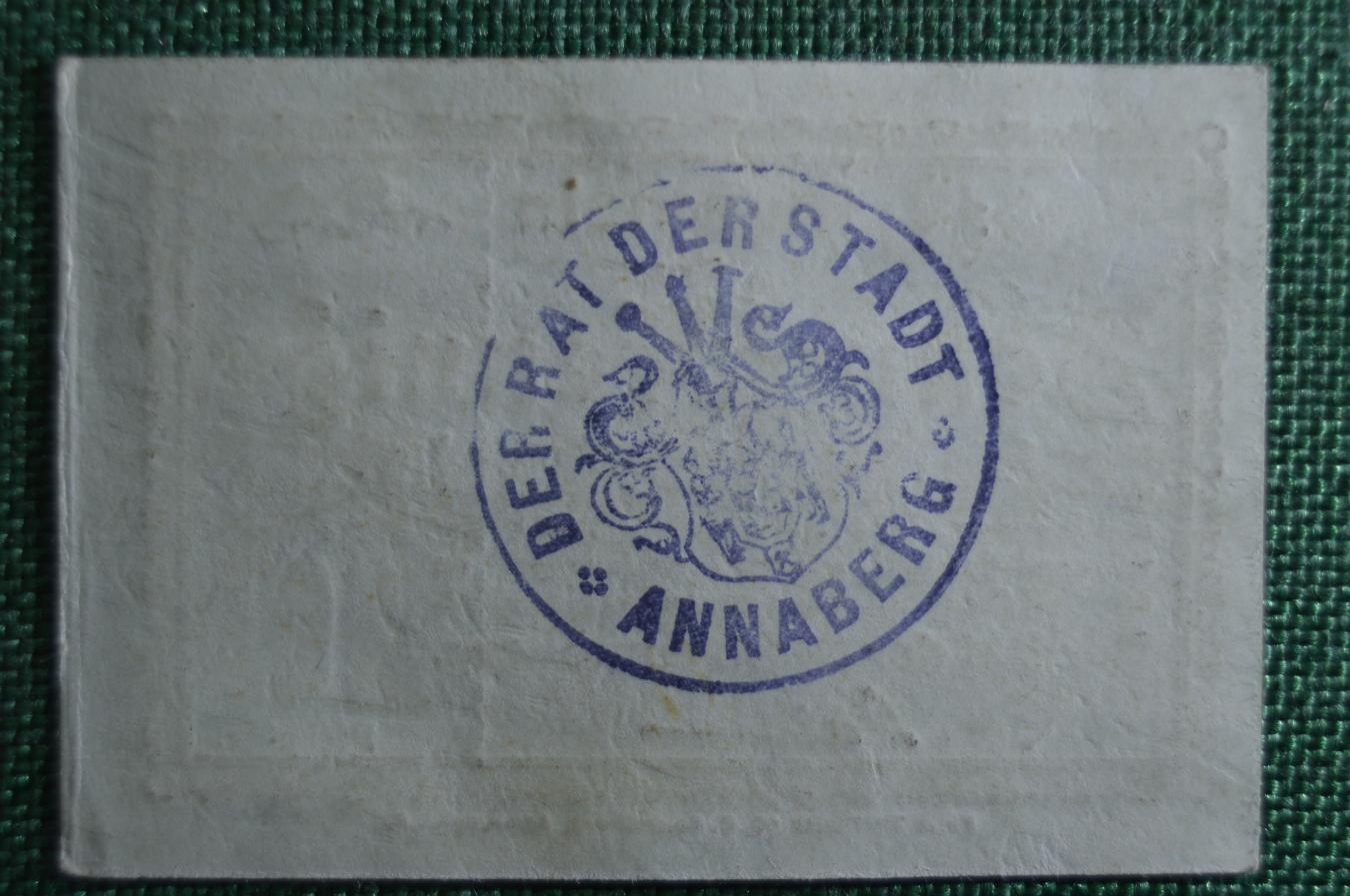 DER RAT DER STADT
ANNABERG